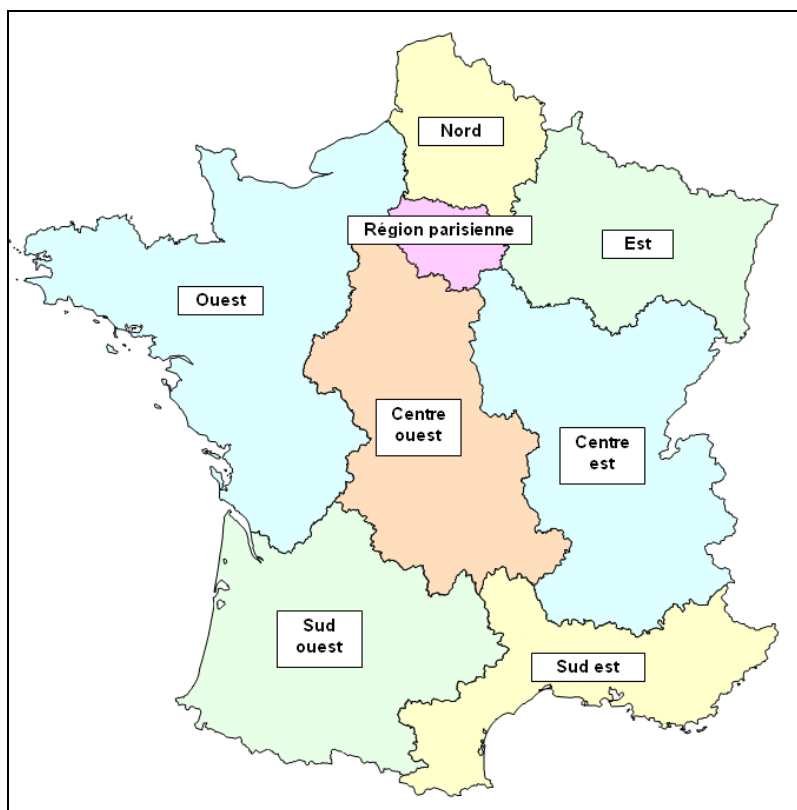 Nord
Région parisienne
Est
Ouest
Centre
ouest
Centre
est
Sud
ouest
Sud est